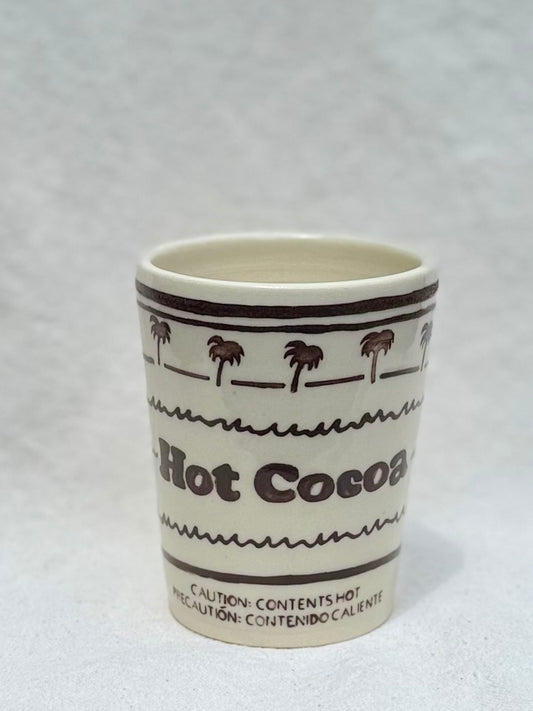 Hot Cocoa
CAUTION: CONTENTS HOT
PRECAUTIÓN: CONTENIDO CALIENTE